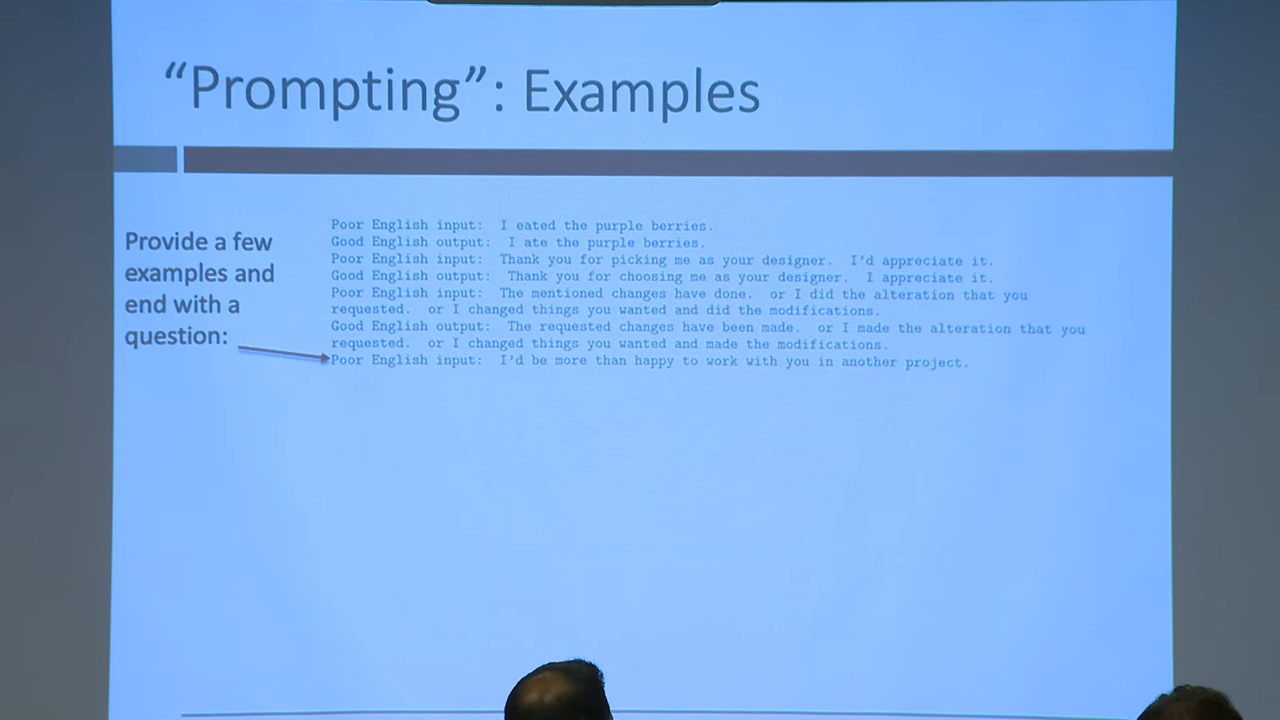 “Prompting”: Examples
Provide a few
examples and
end with a
question:
Poor English input: I eated the purple berries.
Good English output: I ate the purple berries.
Poor English input: Thank you for picking me as your designer. I'd appreciate it.
Good English output: Thank you for choosing me as your designer. I appreciate it.
Poor English input: The mentioned changes have done. or I did the alteration that you
requested. or I changed things you wanted and did the modifications.
Good English output: The requested changes have been made. or I made the alteration that you
requested. or I changed things you wanted and made the modifications.
Poor English input: I'd be more than happy to work with you in another project.